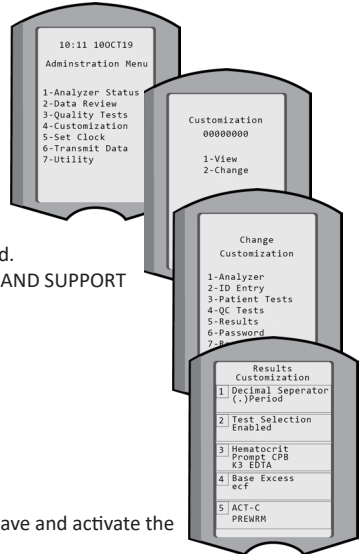 10:11 10OCT19
Adminstration Menu
1-Analyzer Status
2-Data Review
3-Quality Tests
4-Customization
5-Set Clock
6-Transmit Data
7-Utility
Customization
00000000
1-View
2-Change
d.
AND SUPPORT
Change
Customization
1-Analyzer
2-ID Entry
3-Patient Tests
4-QC Tests
5-Results
6-Password
Results
Customization
1 Decimal Seperator
(.)Period
2 Test Selection
Enabled
3 Hematocrit
Prompt CPB
K3 EDTA
4 Base Excess
ecf
5 ACT-C
PREWRM
ave and activate the